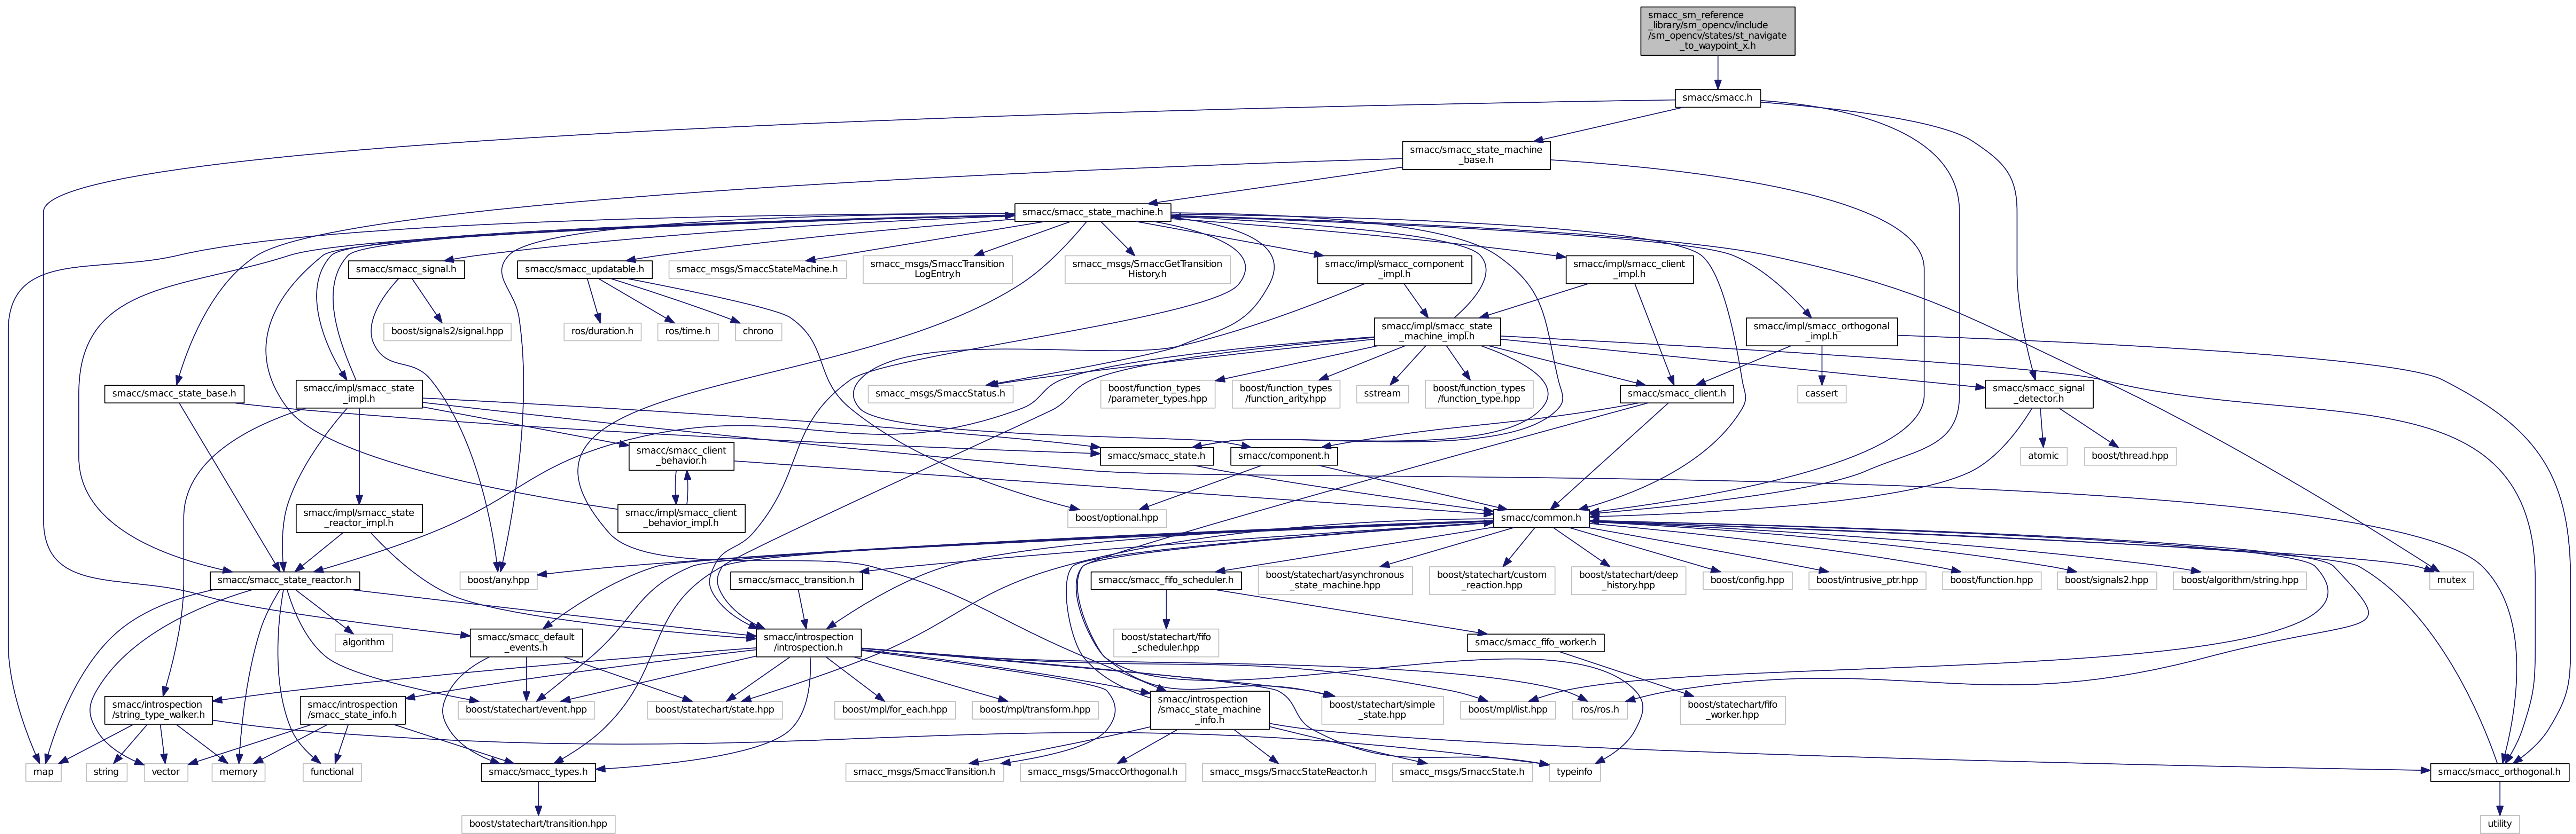 smacc_sm_reference
_library/sm_opencv/include
/sm_opencv/states/st_navigate
_to_waypoint_x.h
smacc/smacc.h
smacc/smacc_state_machine
_base.h
smacc/smacc_state_machine.h
smacc/smacc_signal.h
smacc/smacc_updatable.h
smacc_msgs/SmaccStateMachine.h
smacc_msgs/SmaccTransition
LogEntry.h
smacc_msgs/SmaccGetTransition
History.h
smacc/impl/smacc_component
_impl.h
smacc/impl/smacc_client
_impl.h
boost/signals2/signal.hpp
ros/duration.h
ros/time.h
chrono
smacc/impl/smacc_state
_machine_impl.h
smacc/impl/smacc_orthogonal
_impl.h
smacc/smacc_state_base.h
smacc/impl/smacc_state
_impl.h
smacc_msgs/SmaccStatus.h
boost/function_types
/parameter_types.hpp
boost/function_types
/function_arity.hpp
sstream
boost/function_types
/function_type.hpp
smacc/smacc_client.h
cassert
smacc/smacc_signal
_detector.h
smacc/smacc_client
_behavior.h
smacc/smacc_state.h
smacc/component.h
atomic
boost/thread.hpp
smacc/impl/smacc_state
_reactor_impl.h
smacc/impl/smacc_client
_behavior_impl.h
boost/optional.hpp
smacc/common.h
smacc/smacc_state_reactor.h
boost/any.hpp
smacc/smacc_transition.h
smacc/smacc_fifo_scheduler.h
boost/statechart/asynchronous
_state_machine.hpp
boost/statechart/custom
_reaction.hpp
boost/statechart/deep
_history.hpp
boost/config.hpp
boost/intrusive_ptr.hpp
boost/function.hpp
boost/signals2.hpp
boost/algorithm/string.hpp
mutex
algorithm
smacc/smacc_default
_events.h
smacc/introspection
/introspection.h
boost/statechart/fifo
_scheduler.hpp
smacc/smacc_fifo_worker.h
smacc/introspection
/string_type_walker.h
smacc/introspection
/smacc_state_info.h
boost/statechart/event.hpp
boost/statechart/state.hpp
boost/mpl/for_each.hpp
boost/mpl/transform.hpp
smacc/introspection
/smacc_state_machine
_info.h
boost/statechart/simple
_state.hpp
boost/mpl/list.hpp
ros/ros.h
boost/statechart/fifo
_worker.hpp
map
string
vector
memory
functional
smacc/smacc_types.h
smacc_msgs/SmaccTransition.h
smacc_msgs/SmaccOrthogonal.h
smacc_msgs/SmaccStateReactor.h
smacc_msgs/SmaccState.h
typeinfo
smacc/smacc_orthogonal.h
boost/statechart/transition.hpp
utility